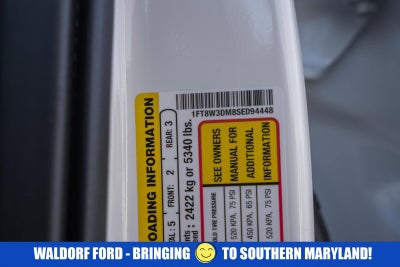 1FT8W3DM8SED94448
LOADING INFORMATION
REAR: 3
FRONT: 2
5
: 2422 kg or 5340 lbs.
SEE OWNERS
MANUAL FOR
ADDITIONAL
INFORMATION
TIRE PRESSURE
520 KPA, 75 PSI
450 KPA, 65 PSI
520 KPA, 75 PSI
WALDORF FORD - BRINGING 😊 TO SOUTHERN MARYLAND!